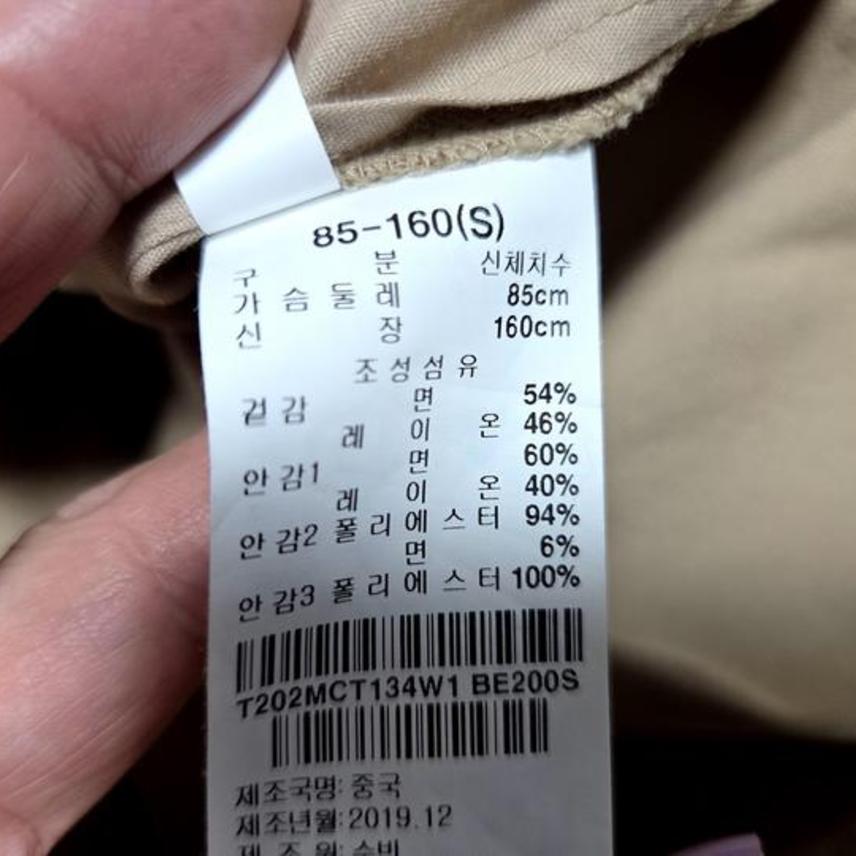 85-160(S)
구 분 신체치수
가 슴 둘 레 85cm
신 장 160cm
조 성 섬 유
겉 감 면 54%
레 이 온 46%
안 감1 면 60%
레 이 온 40%
안 감2 폴 리 에 스 터 94%
면 6%
안 감3 폴 리 에 스 터 100%
T202MCT134W1 BE200S
제조국명: 중국
제조년월: 2019.12
제 조 원: